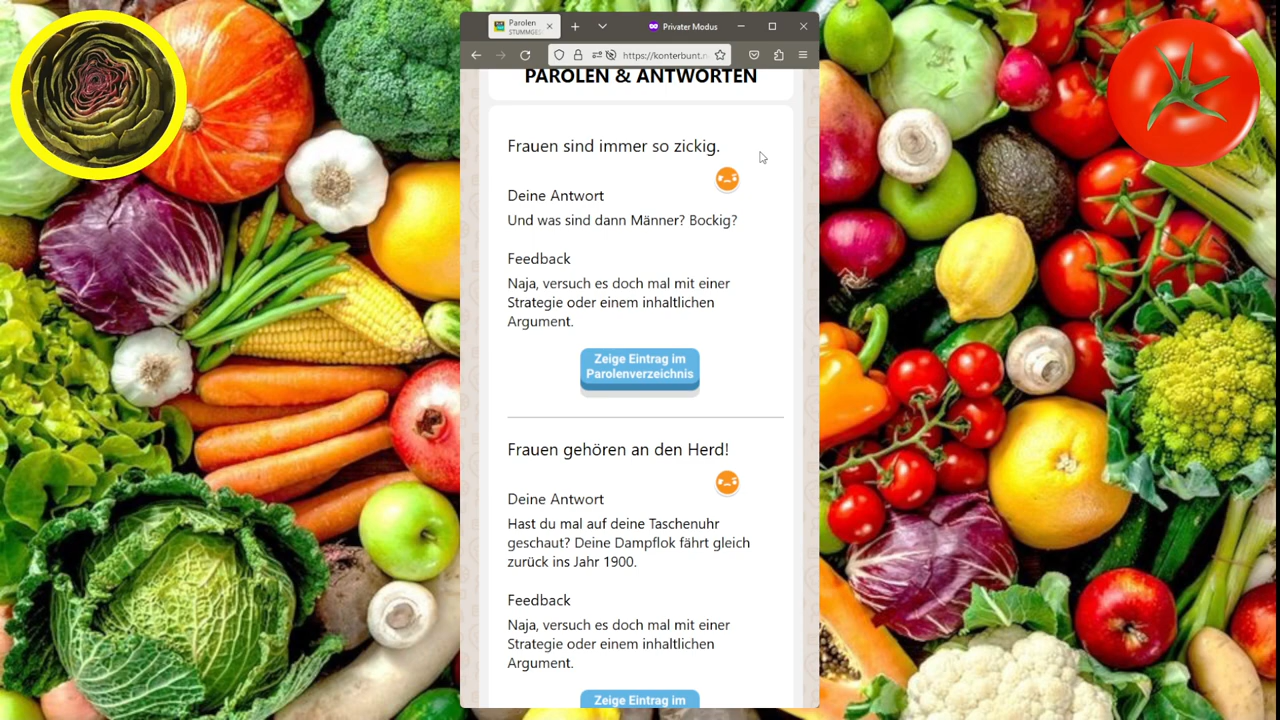 Parolen
STUMMGES
Privater Modus
https://konterbunt.
PAROLEN & ANTWORTEN
Frauen sind immer so zickig.
Deine Antwort
Und was sind dann Männer? Bockig?
Feedback
Naja, versuch es doch mal mit einer
Strategie oder einem inhaltlichen
Argument.
Zeige Eintrag im
Parolenverzeichnis
Frauen gehören an den Herd!
Deine Antwort
Hast du mal auf deine Taschenuhr
geschaut? Deine Dampflok fährt gleich
zurück ins Jahr 1900.
Feedback
Naja, versuch es doch mal mit einer
Strategie oder einem inhaltlichen
Argument.
Zeige Eintrag im